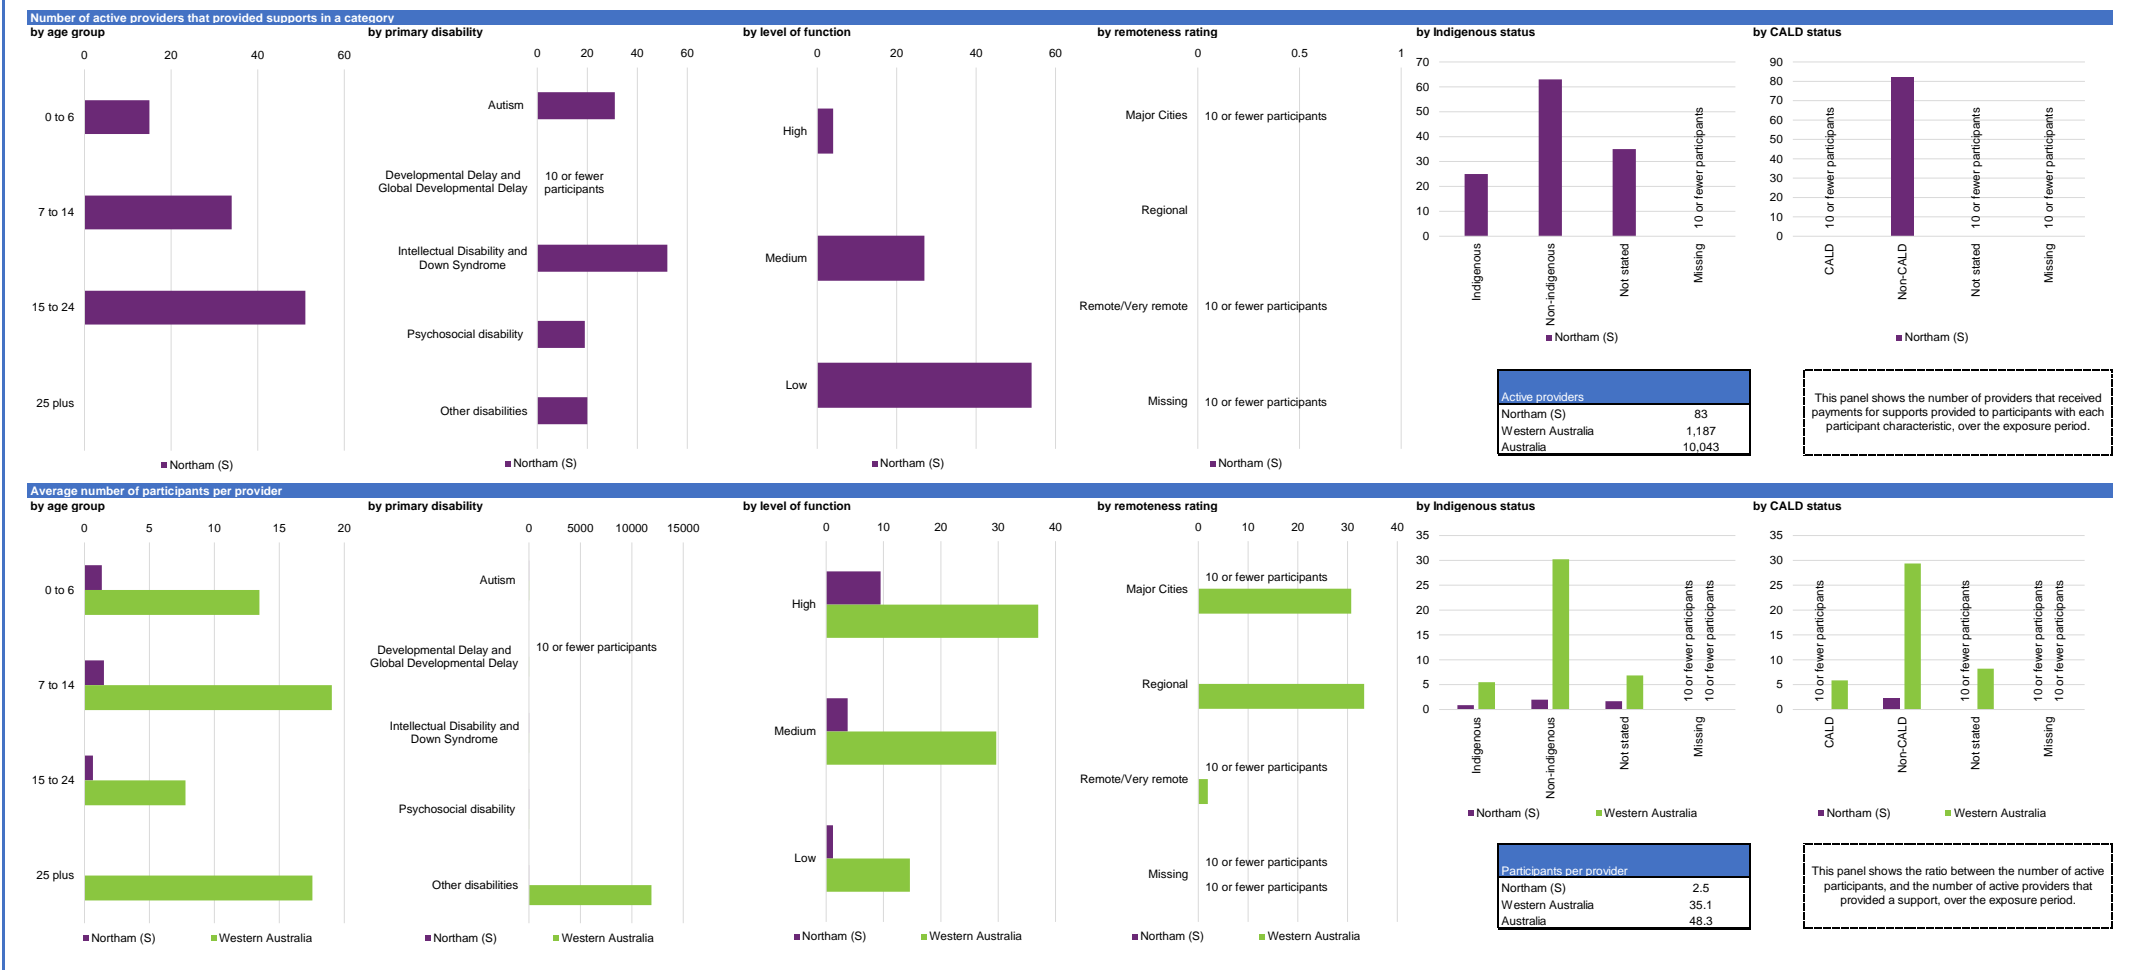 Number of active providers that provided supports in a category
by age group
0 20 40 60
0 to 6
7 to 14
15 to 24
25 plus
Northam (S)
by primary disability
0 20 40 60
Autism
Developmental Delay and
Global Developmental Delay
10 or fewer
participants
Intellectual Disability and
Down Syndrome
Psychosocial disability
Other disabilities
Northam (S)
by level of function
0 20 40 60
High
Medium
Low
Northam (S)
by remoteness rating
0 0.5 1
Major Cities 10 or fewer participants
Regional
Remote/Very remote 10 or fewer participants
Missing 10 or fewer participants
Northam (S)
by Indigenous status
70
60
50
40
30
20
10
0
10 or fewer participants
Indigenous
Non-indigenous
Not stated
Missing
Northam (S)
by CALD status
90
80
70
60
50
40
30
20
10
0
10 or fewer participants
10 or fewer participants
10 or fewer participants
CALD
Non-CALD
Not stated
Missing
Northam (S)
Active providers
Northam (S) 83
Western Australia 1,187
Australia 10,043
This panel shows the number of providers that received
payments for supports provided to participants with each
participant characteristic, over the exposure period.
Average number of participants per provider
by age group
0 5 10 15 20
0 to 6
7 to 14
15 to 24
25 plus
Northam (S) Western Australia
by primary disability
0 5000 10000 15000
Autism
Developmental Delay and
Global Developmental Delay
10 or fewer participants
Intellectual Disability and
Down Syndrome
Psychosocial disability
Other disabilities
Northam (S) Western Australia
by level of function
0 10 20 30 40
High
Medium
Low
Northam (S) Western Australia
by remoteness rating
0 10 20 30 40
10 or fewer participants
Major Cities
Regional
10 or fewer participants
Remote/Very remote
10 or fewer participants
Missing
10 or fewer participants
Northam (S) Western Australia
by Indigenous status
35
30
25
20
15
10
5
0
10 or fewer participants
10 or fewer participants
Indigenous
Non-indigenous
Not stated
Missing
Northam (S) Western Australia
by CALD status
35
30
25
20
15
10
5
0
10 or fewer participants
10 or fewer participants
10 or fewer participants
10 or fewer participants
CALD
Non-CALD
Not stated
Missing
Northam (S) Western Australia
Participants per provider
Northam (S) 2.5
Western Australia 35.1
Australia 48.3
This panel shows the ratio between the number of active
participants, and the number of active providers that
provided a support, over the exposure period.